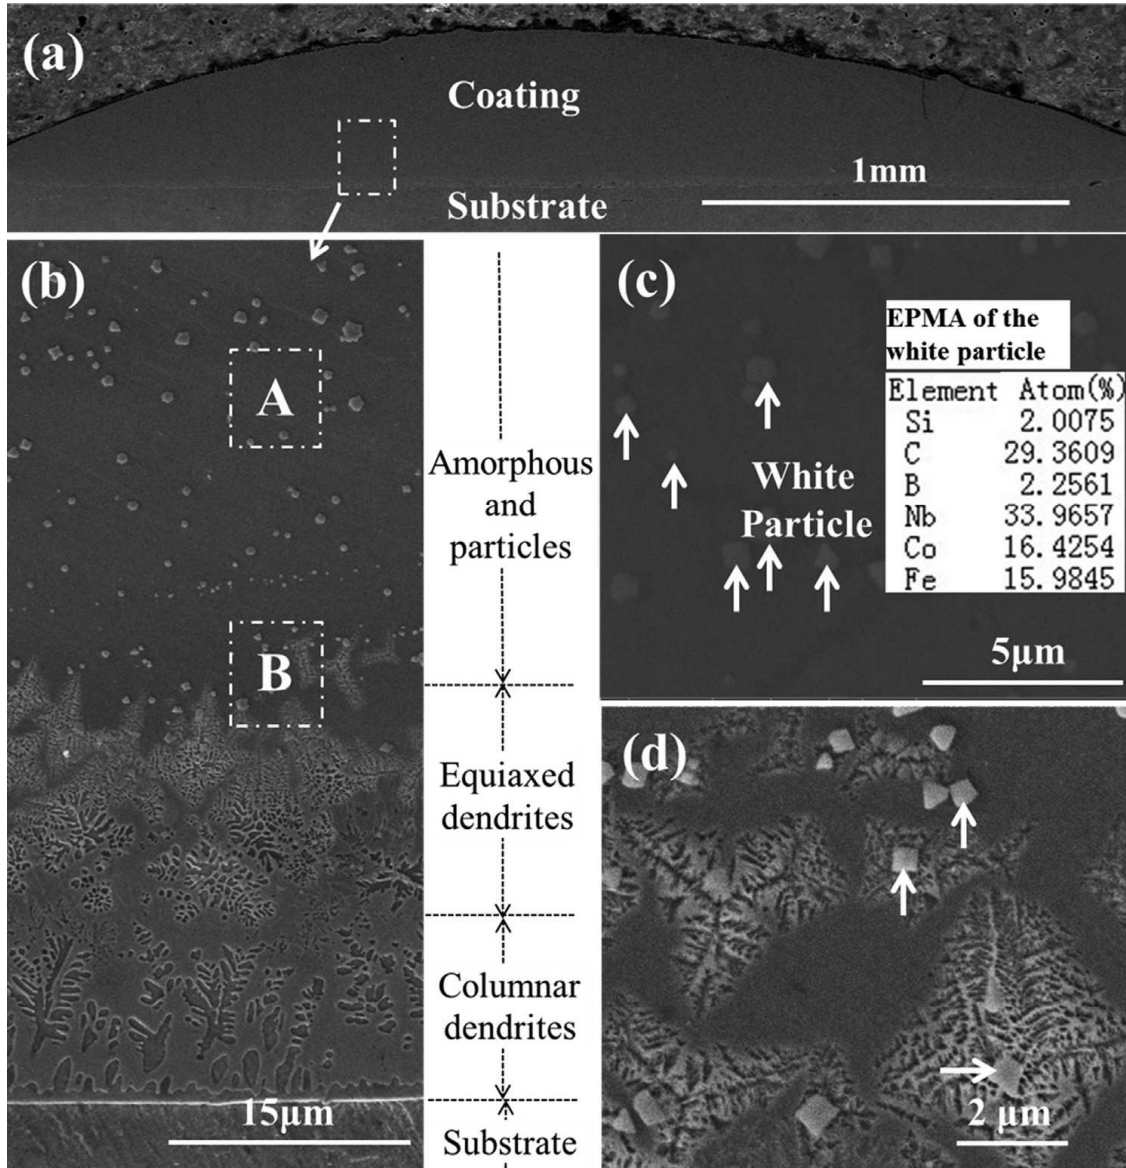 (a)
Coating
1mm
Substrate
(b)
A
B
15μm
Amorphous
and
particles
Equiaxed
dendrites
Columnar
dendrites
Substrate
(c)
EPMA of the
white particle
Element Atom(%)
Si 2.0075
C 29.3609
B 2.2561
Nb 33.9657
Co 16.4254
Fe 15.9845
White
Particle
5μm
(d)
2 μm